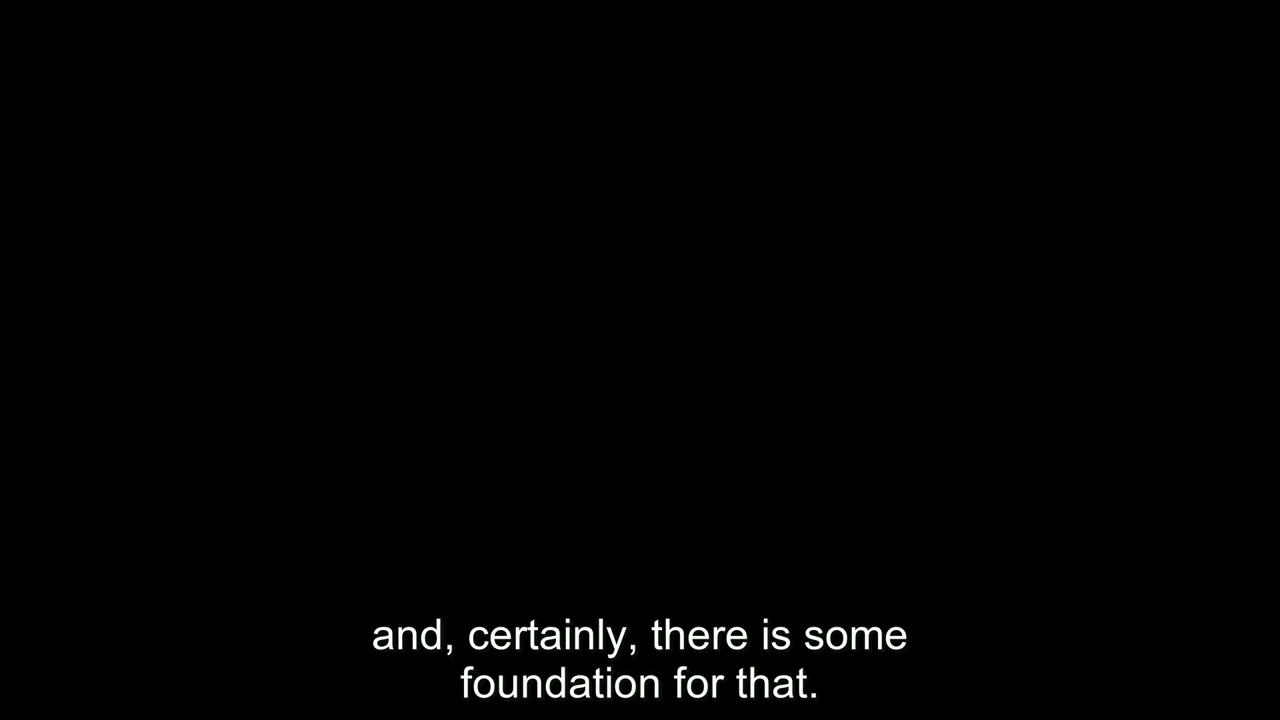 and, certainly, there is some
foundation for that.